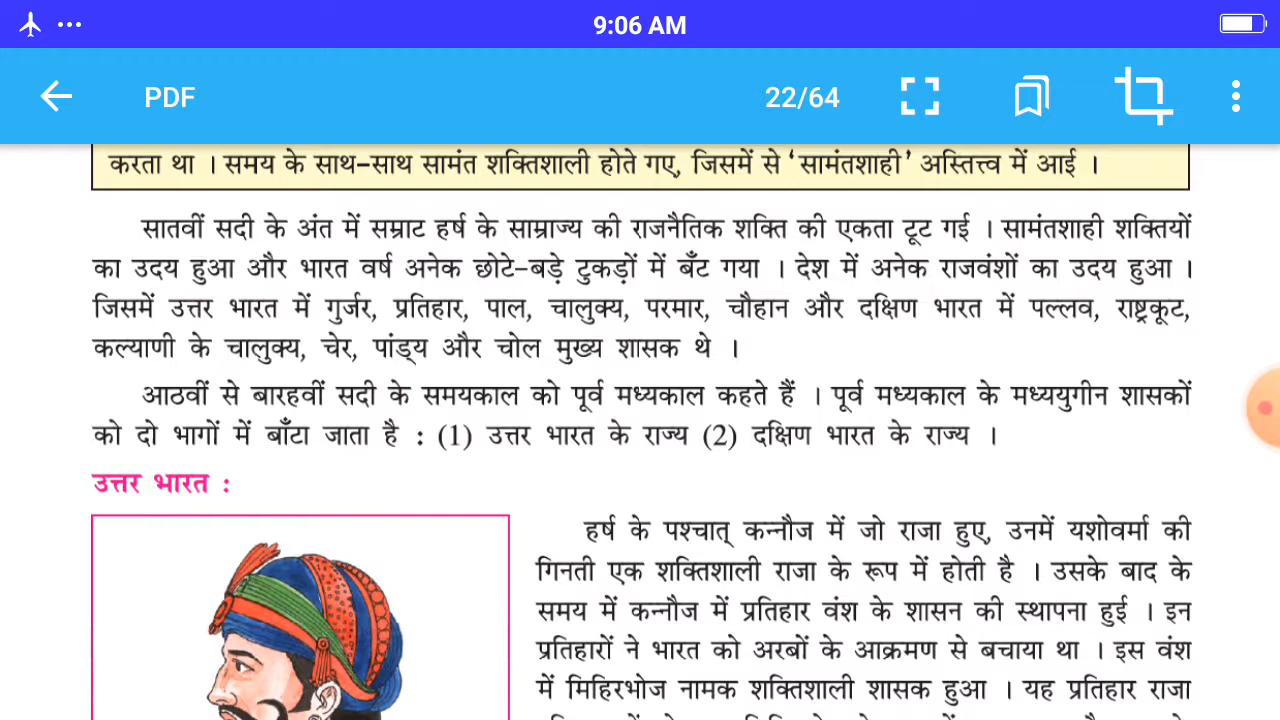 9:06 AM
PDF
22/64
करता था । समय के साथ-साथ सामंत शक्तिशाली होते गए, जिसमें से ‘सामंतशाही’ अस्तित्त्व में आई ।
सातवीं सदी के अंत में सम्राट हर्ष के साम्राज्य की राजनैतिक शक्ति की एकता टूट गई । सामंतशाही शक्तियों
का उदय हुआ और भारत वर्ष अनेक छोटे-बड़े टुकड़ों में बँट गया । देश में अनेक राजवंशों का उदय हुआ ।
जिसमें उत्तर भारत में गुर्जर, प्रतिहार, पाल, चालुक्य, परमार, चौहान और दक्षिण भारत में पल्लव, राष्ट्रकूट,
कल्याणी के चालुक्य, चेर, पांड्य और चोल मुख्य शासक थे ।
आठवीं से बारहवीं सदी के समयकाल को पूर्व मध्यकाल कहते हैं । पूर्व मध्यकाल के मध्ययुगीन शासकों
को दो भागों में बाँटा जाता है : (1) उत्तर भारत के राज्य (2) दक्षिण भारत के राज्य ।
उत्तर भारत :
हर्ष के पश्चात् कन्नौज में जो राजा हुए, उनमें यशोवर्मा की
गिनती एक शक्तिशाली राजा के रूप में होती है । उसके बाद के
समय में कन्नौज में प्रतिहार वंश के शासन की स्थापना हुई । इन
प्रतिहारों ने भारत को अरबों के आक्रमण से बचाया था । इस वंश
में मिहिरभोज नामक शक्तिशाली शासक हुआ । यह प्रतिहार राजा